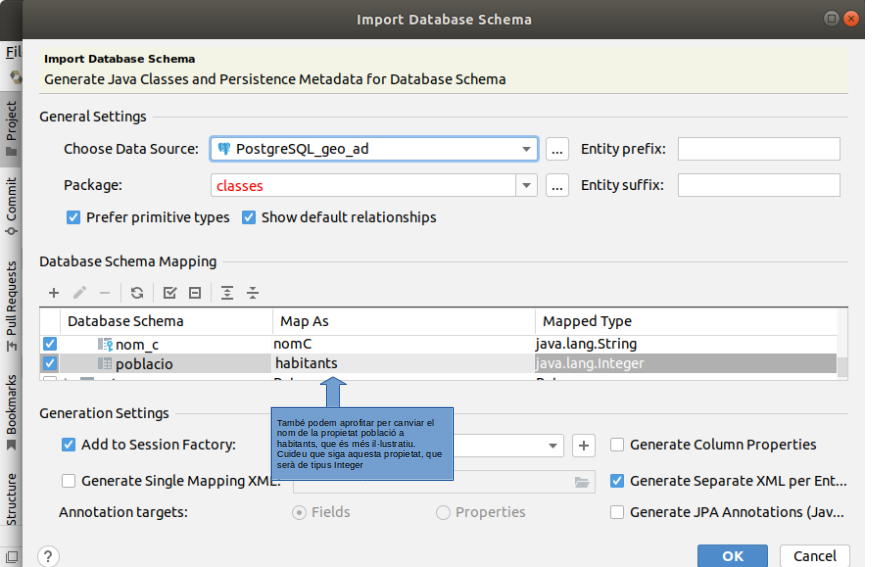 Import Database Schema
Fil
Import Database Schema
Generate Java Classes and Persistence Metadata for Database Schema
Project
Commit
Pull Requests
Bookmarks
Structure
General Settings
Choose Data Source: PostgreSQL_geo_ad ... Entity prefix:
Package: classes ... Entity suffix:
Prefer primitive types Show default relationships
Database Schema Mapping
Database Schema Map As Mapped Type
nom_c nomC java.lang.String
poblacio habitants java.lang.Integer
Generation Settings
També podem aprofitar per canviar el
nom de la propietat població a
habitants, que és més il·lustratiu.
Cuideu que siga aquesta propietat, que
serà de tipus Integer
Add to Session Factory: Generate Column Properties
Generate Single Mapping XML: Generate Separate XML per Ent...
Annotation targets: Fields Properties Generate JPA Annotations (Jav...
? OK Cancel